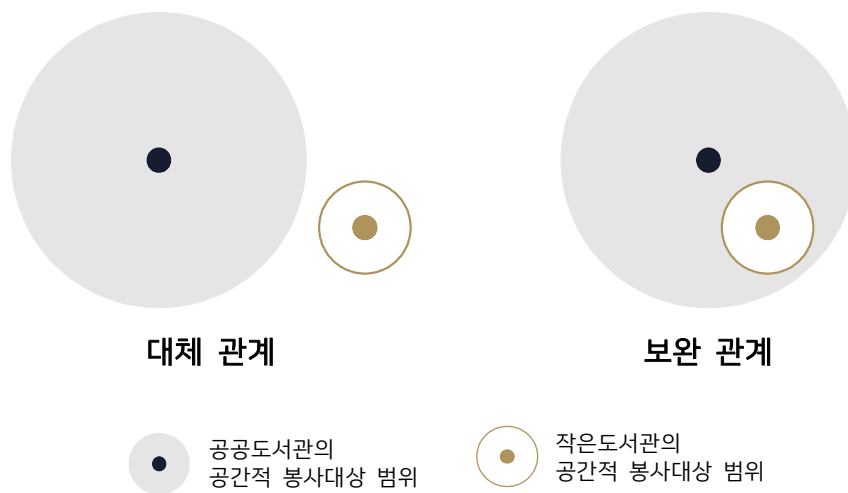 대체 관계
보완 관계
공공도서관의
공간적 봉사대상 범위
작은도서관의
공간적 봉사대상 범위